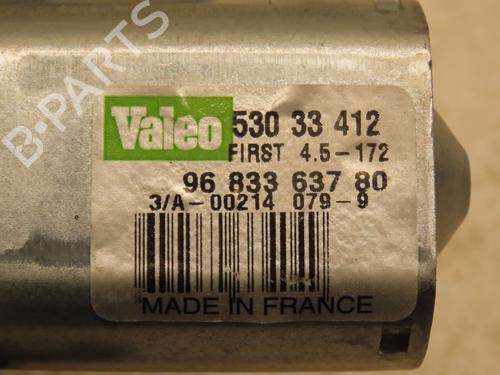 B-PARTS
Valeo 530 33 412
FIRST 4.5-172
96 833 637 80
3/A-00214 079-9
MADE IN FRANCE